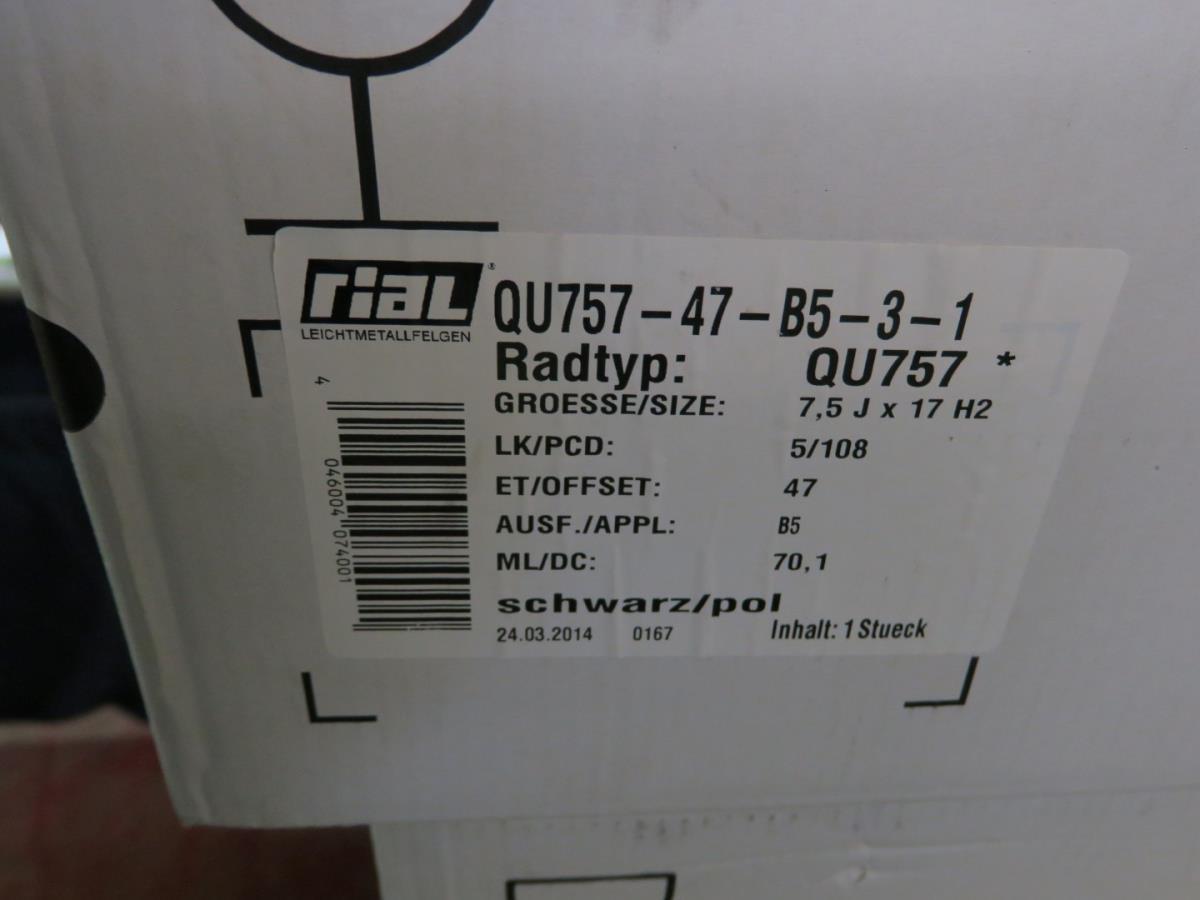 rial®
LEICHTMETALLFELGEN
QU757-47-B5-3-1
Radtyp: QU757 *
GROESSE/SIZE: 7,5 J x 17 H2
LK/PCD: 5/108
ET/OFFSET: 47
AUSF./APPL: B5
ML/DC: 70,1
schwarz/pol
24.03.2014 0167 Inhalt: 1 Stueck
4 046004 074001